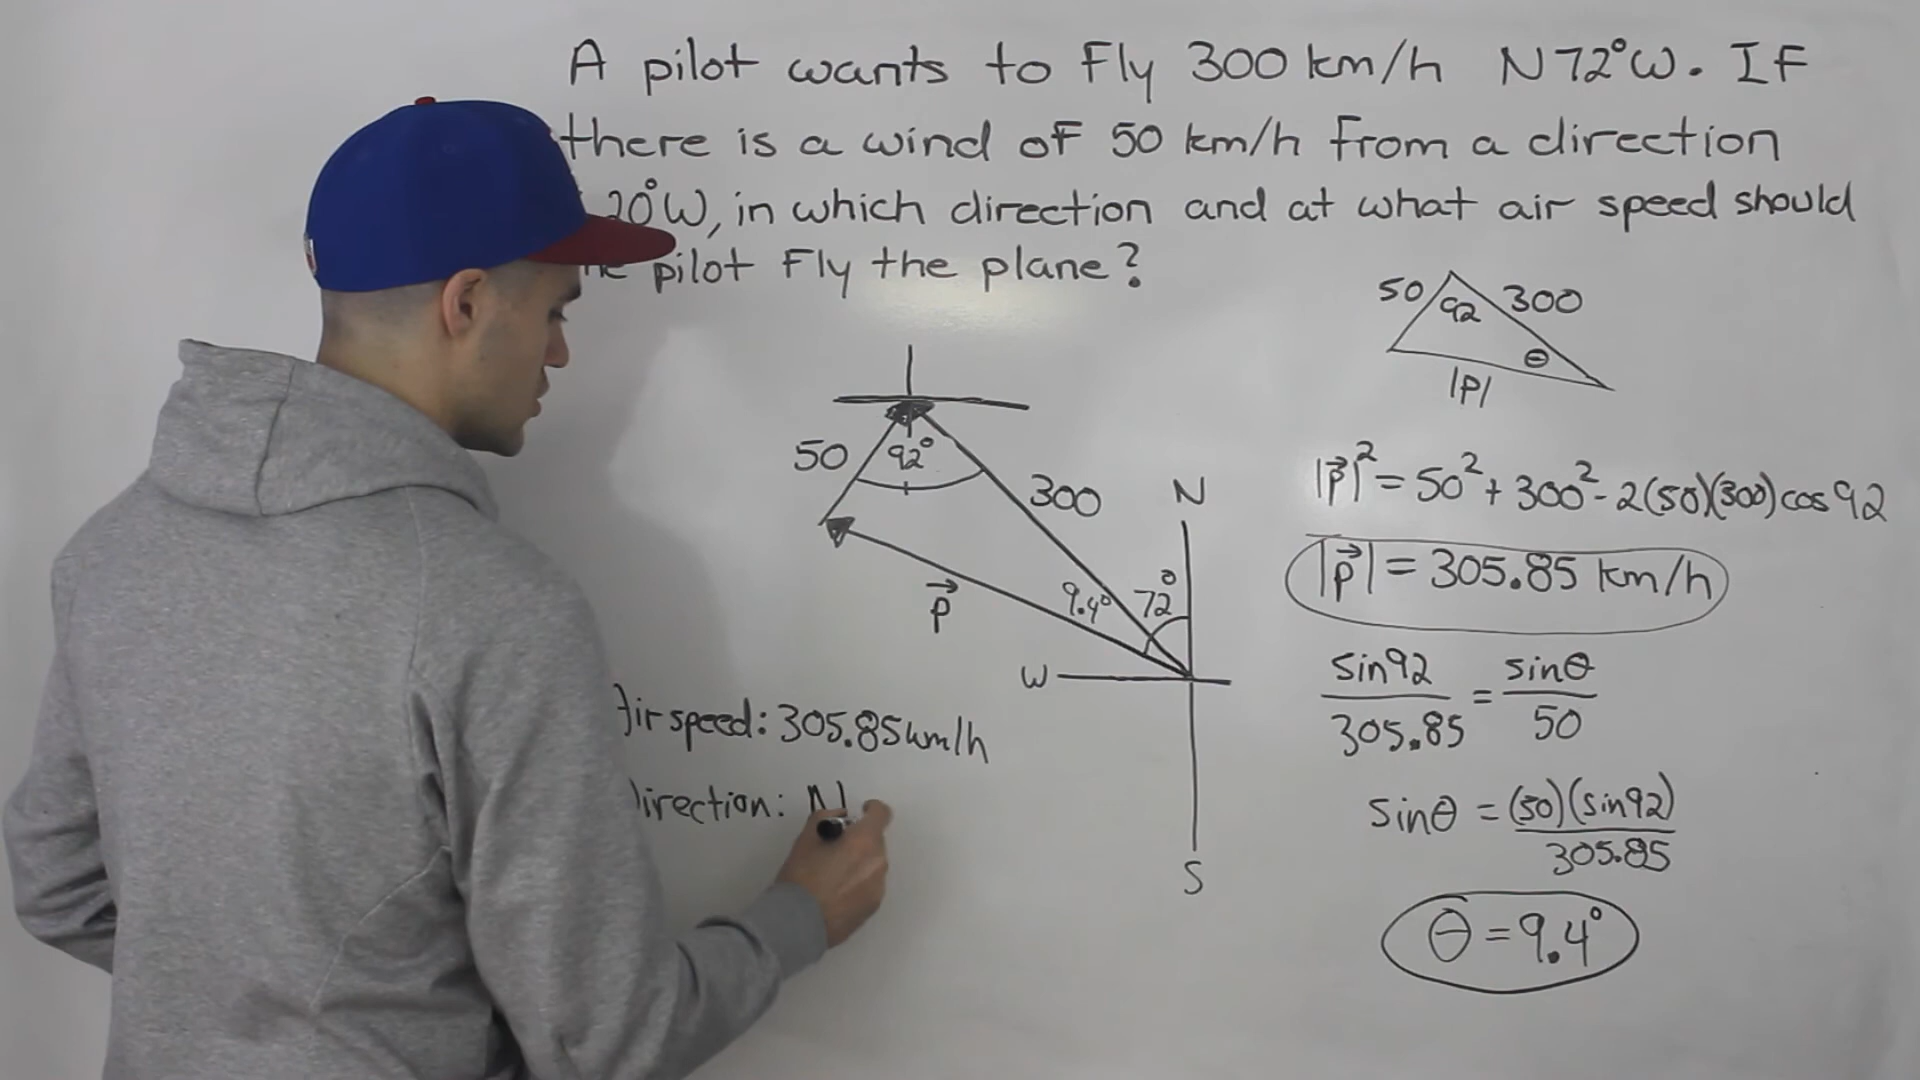 A pilot wants to fly 300 km/h N72°W. If
there is a wind of 50 km/h from a direction
20°W, in which direction and at what air speed should
pilot fly the plane?
50 92 300
θ
|P|
50 92°
300
N
|p⃗|² = 50² + 300² - 2(50)(300)cos92
|p⃗| = 305.85 km/h
p⃗
9.4° 72°
W
S
sin92/305.85 = sinθ/50
Air speed: 305.85 km/h
Direction: N
sinθ = (50)(sin92)/305.85
θ = 9.4°